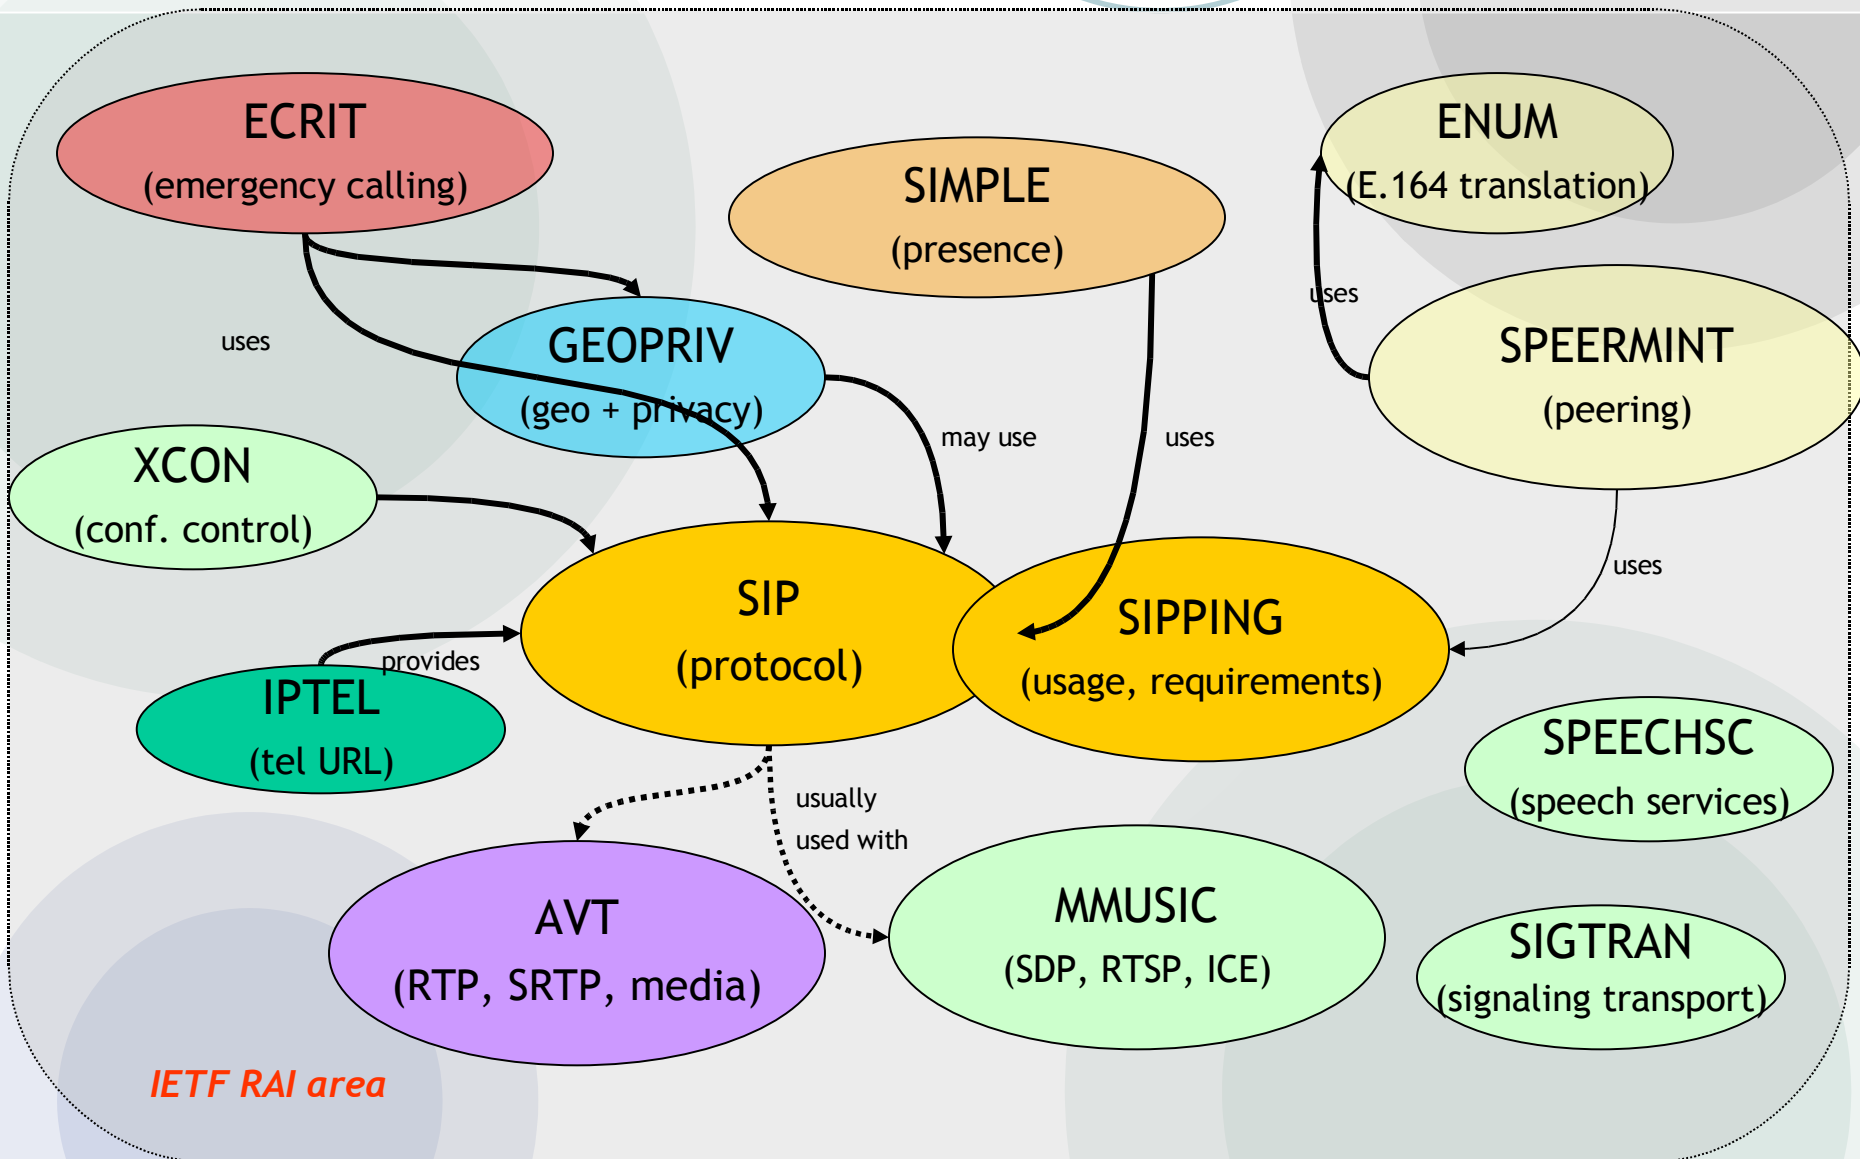 ECRIT
(emergency calling)
SIMPLE
(presence)
ENUM
(E.164 translation)
uses
uses
GEOPRIV
(geo + privacy)
SPEERMINT
(peering)
may use
uses
XCON
(conf. control)
uses
SIP
(protocol)
SIPPING
(usage, requirements)
provides
IPTEL
(tel URL)
SPEECHSC
(speech services)
usually
used with
AVT
(RTP, SRTP, media)
MMUSIC
(SDP, RTSP, ICE)
SIGTRAN
(signaling transport)
IETF RAI area